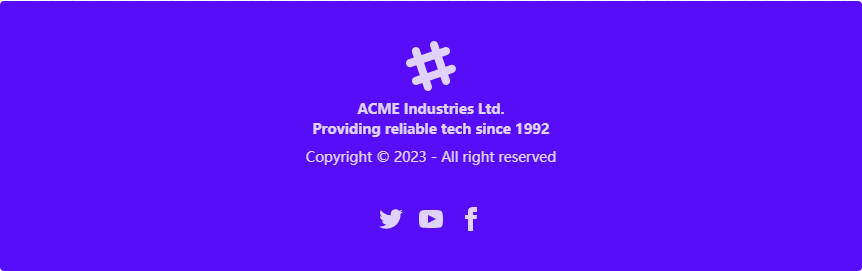 ACME Industries Ltd.
Providing reliable tech since 1992
Copyright © 2023 - All right reserved